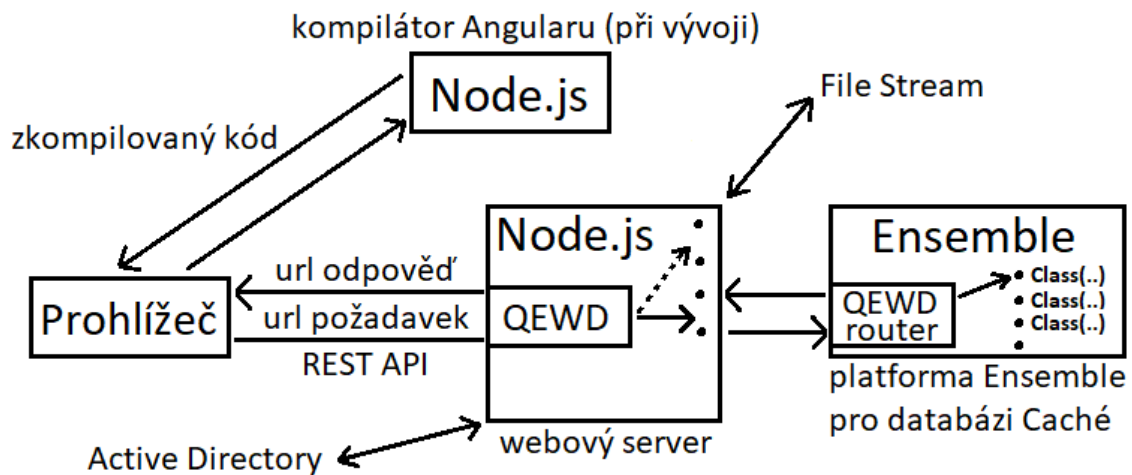 kompilátor Angularu (při vývoji)
Node.js
File Stream
zkompilovaný kód
Node.js
Ensemble
url odpověď
Class(..)
Class(..)
Class(..)
Prohlížeč
QEWD
QEWD
router
url požadavek
REST API
platforma Ensemble
pro databázi Caché
webový server
Active Directory